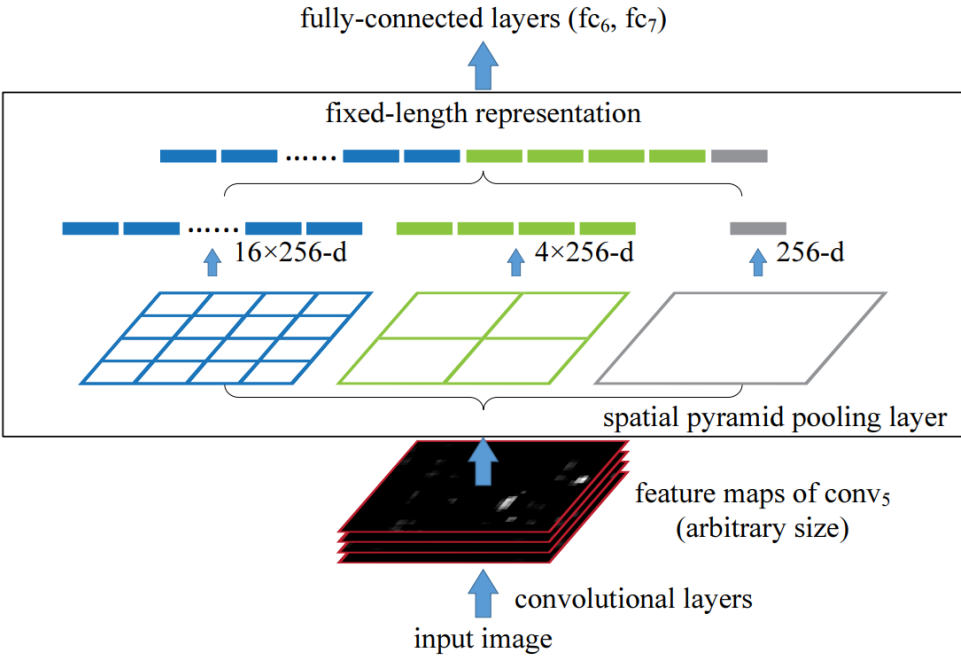 fully-connected layers (fc₆, fc₇)
fixed-length representation
......
......
16×256-d
4×256-d
256-d
spatial pyramid pooling layer
feature maps of conv₅
(arbitrary size)
convolutional layers
input image